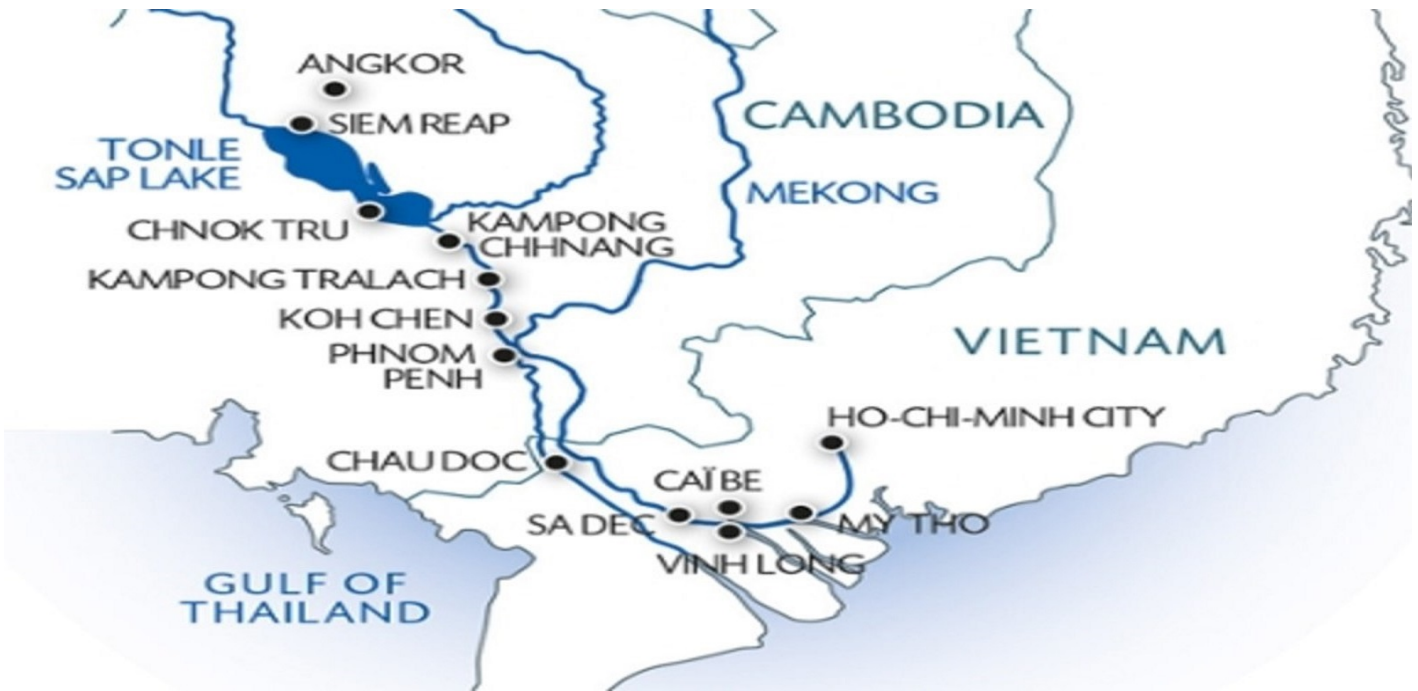 ANGKOR
SIEM REAP
CAMBODIA
TONLE
SAP LAKE
MEKONG
CHNOK TRU
KAMPONG
CHHNANG
KAMPONG TRALACH
KOH CHEN
PHNOM
PENH
VIETNAM
HO-CHI-MINH CITY
CHAU DOC
CAÏ BE
SA DEC
MY THO
VINH LONG
GULF OF
THAILAND